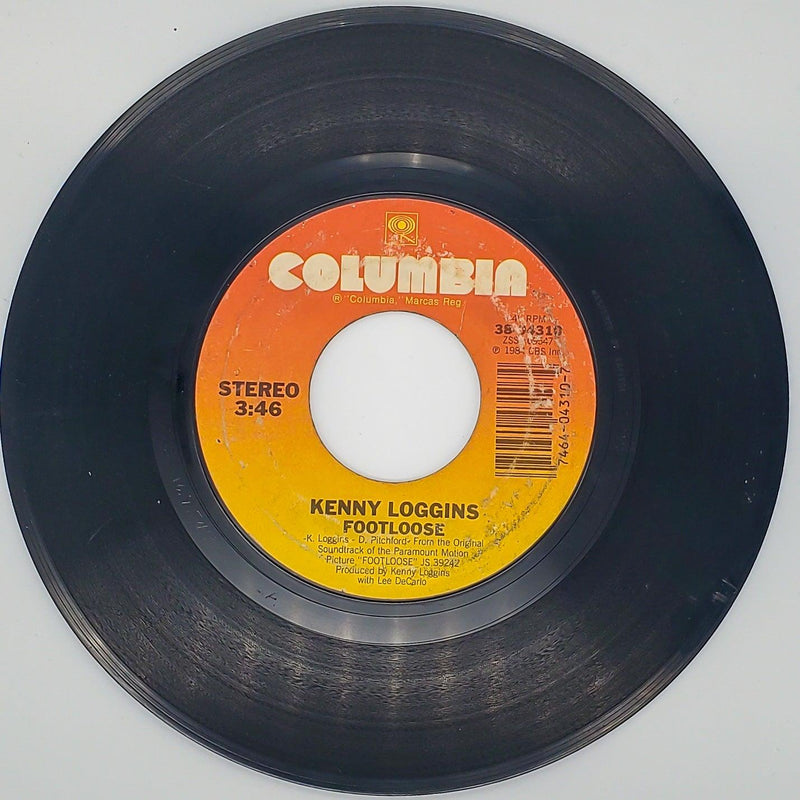 COLUMBIA
® "Columbia," Marcas Reg.
RPM
38-04310
ZSS
℗ 1984 CBS Inc.
STEREO
3:46
7464-04310-7
KENNY LOGGINS
FOOTLOOSE
-K. Loggins - D. Pitchford- From the Original
Soundtrack of the Paramount Motion
Picture "FOOTLOOSE" JS 39242
Produced by Kenny Loggins
with Lee DeCarlo